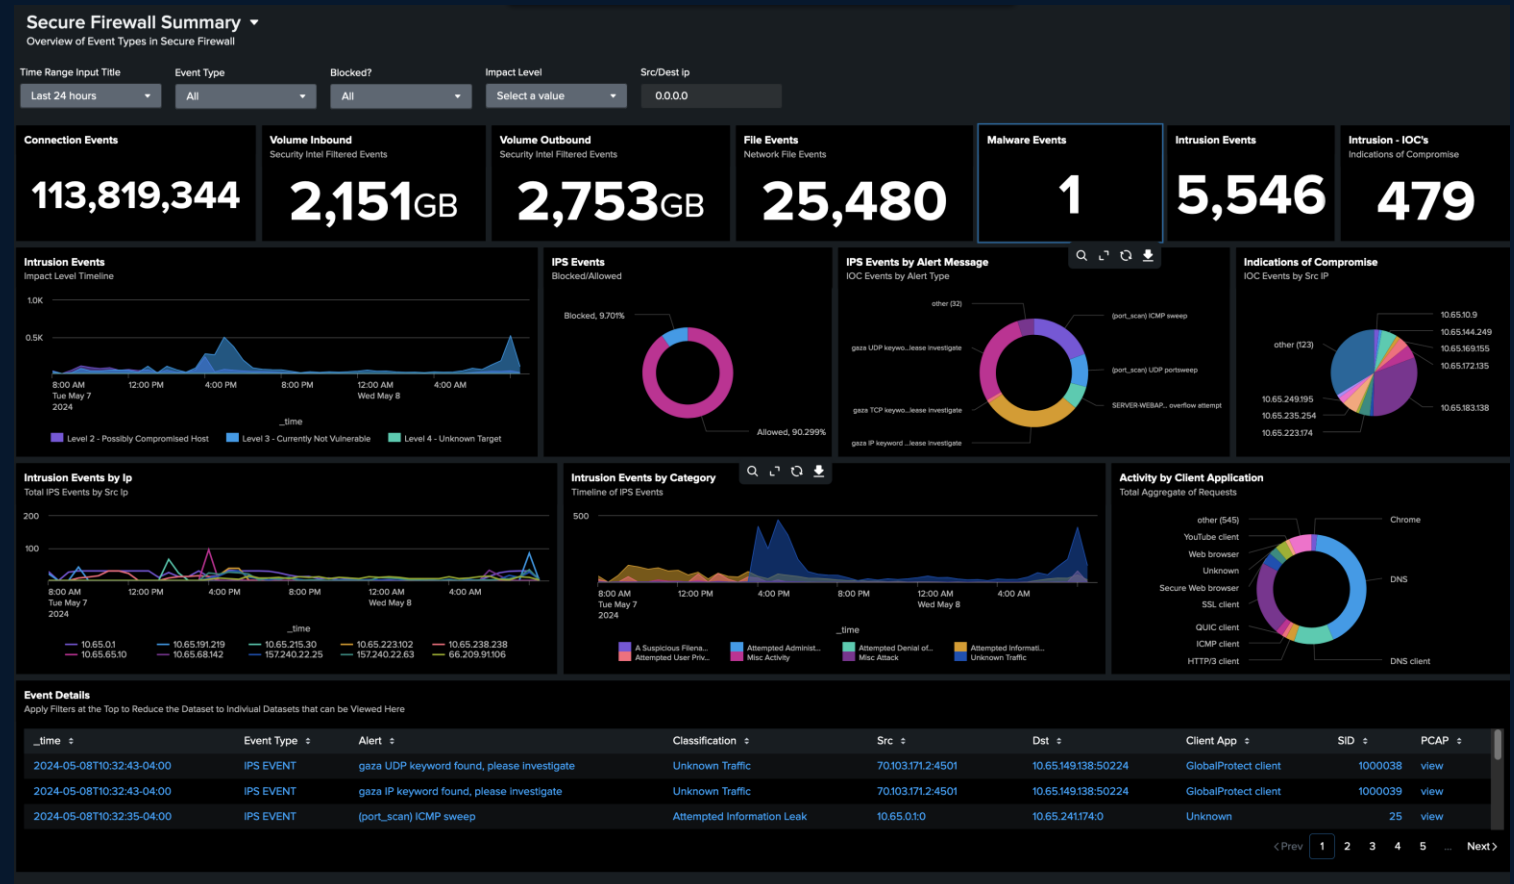 Secure Firewall Summary
Overview of Event Types in Secure Firewall
Time Range Input Title
Last 24 hours
Event Type
All
Blocked?
All
Impact Level
Select a value
Src/Dest ip
0.0.0.0
Connection Events
113,819,344
Volume Inbound
Security Intel Filtered Events
2,151GB
Volume Outbound
Security Intel Filtered Events
2,753GB
File Events
Network File Events
25,480
Malware Events
1
Intrusion Events
5,546
Intrusion - IOC's
Indications of Compromise
479
Intrusion Events
Impact Level Timeline
1.0K
0.5K
8:00 AM 12:00 PM 4:00 PM 8:00 PM 12:00 AM 4:00 AM
Tue May 7 Wed May 8
2024
_time
Level 2 - Possibly Compromised Host Level 3 - Currently Not Vulnerable Level 4 - Unknown Target
IPS Events
Blocked/Allowed
Blocked, 9.701%
Allowed, 90.299%
IPS Events by Alert Message
IOC Events by Alert Type
other (32)
gaza UDP keywo...lease investigate
gaza TCP keywo...lease investigate
gaza IP keyword ...lease investigate
(port_scan) ICMP sweep
(port_scan) UDP portsweep
SERVER-WEBAP... overflow attempt
Indications of Compromise
IOC Events by Src IP
other (123)
10.65.249.195
10.65.235.254
10.65.223.174
10.65.10.9
10.65.144.249
10.65.169.155
10.65.172.135
10.65.183.138
Intrusion Events by Ip
Total IPS Events by Src Ip
200
100
8:00 AM 12:00 PM 4:00 PM 8:00 PM 12:00 AM 4:00 AM
Tue May 7 Wed May 8
2024
_time
10.65.0.1 10.65.191.219 10.65.215.30 10.65.223.102 10.65.238.238
10.65.65.10 10.65.68.142 157.240.22.25 157.240.22.63 66.209.91.106
Intrusion Events by Category
Timeline of IPS Events
500
8:00 AM 12:00 PM 4:00 PM 8:00 PM 12:00 AM 4:00 AM
Tue May 7 Wed May 8
2024
_time
A Suspicious Filena... Attempted Administ... Attempted Denial of... Attempted Informati...
Attempted User Priv... Misc Activity Misc Attack Unknown Traffic
Activity by Client Application
Total Aggregate of Requests
other (545)
YouTube client
Web browser
Unknown
Secure Web browser
SSL client
QUIC client
ICMP client
HTTP/3 client
Chrome
DNS
DNS client
Event Details
Apply Filters at the Top to Reduce the Dataset to Indiviual Datasets that can be Viewed Here
_time Event Type Alert Classification Src Dst Client App SID PCAP
2024-05-08T10:32:43-04:00 IPS EVENT gaza UDP keyword found, please investigate Unknown Traffic 70.103.171.2:4501 10.65.149.138:50224 GlobalProtect client 1000038 view
2024-05-08T10:32:43-04:00 IPS EVENT gaza IP keyword found, please investigate Unknown Traffic 70.103.171.2:4501 10.65.149.138:50224 GlobalProtect client 1000039 view
2024-05-08T10:32:35-04:00 IPS EVENT (port_scan) ICMP sweep Attempted Information Leak 10.65.0.1:0 10.65.241.174:0 Unknown 25 view
<Prev 1 2 3 4 5 ... Next>